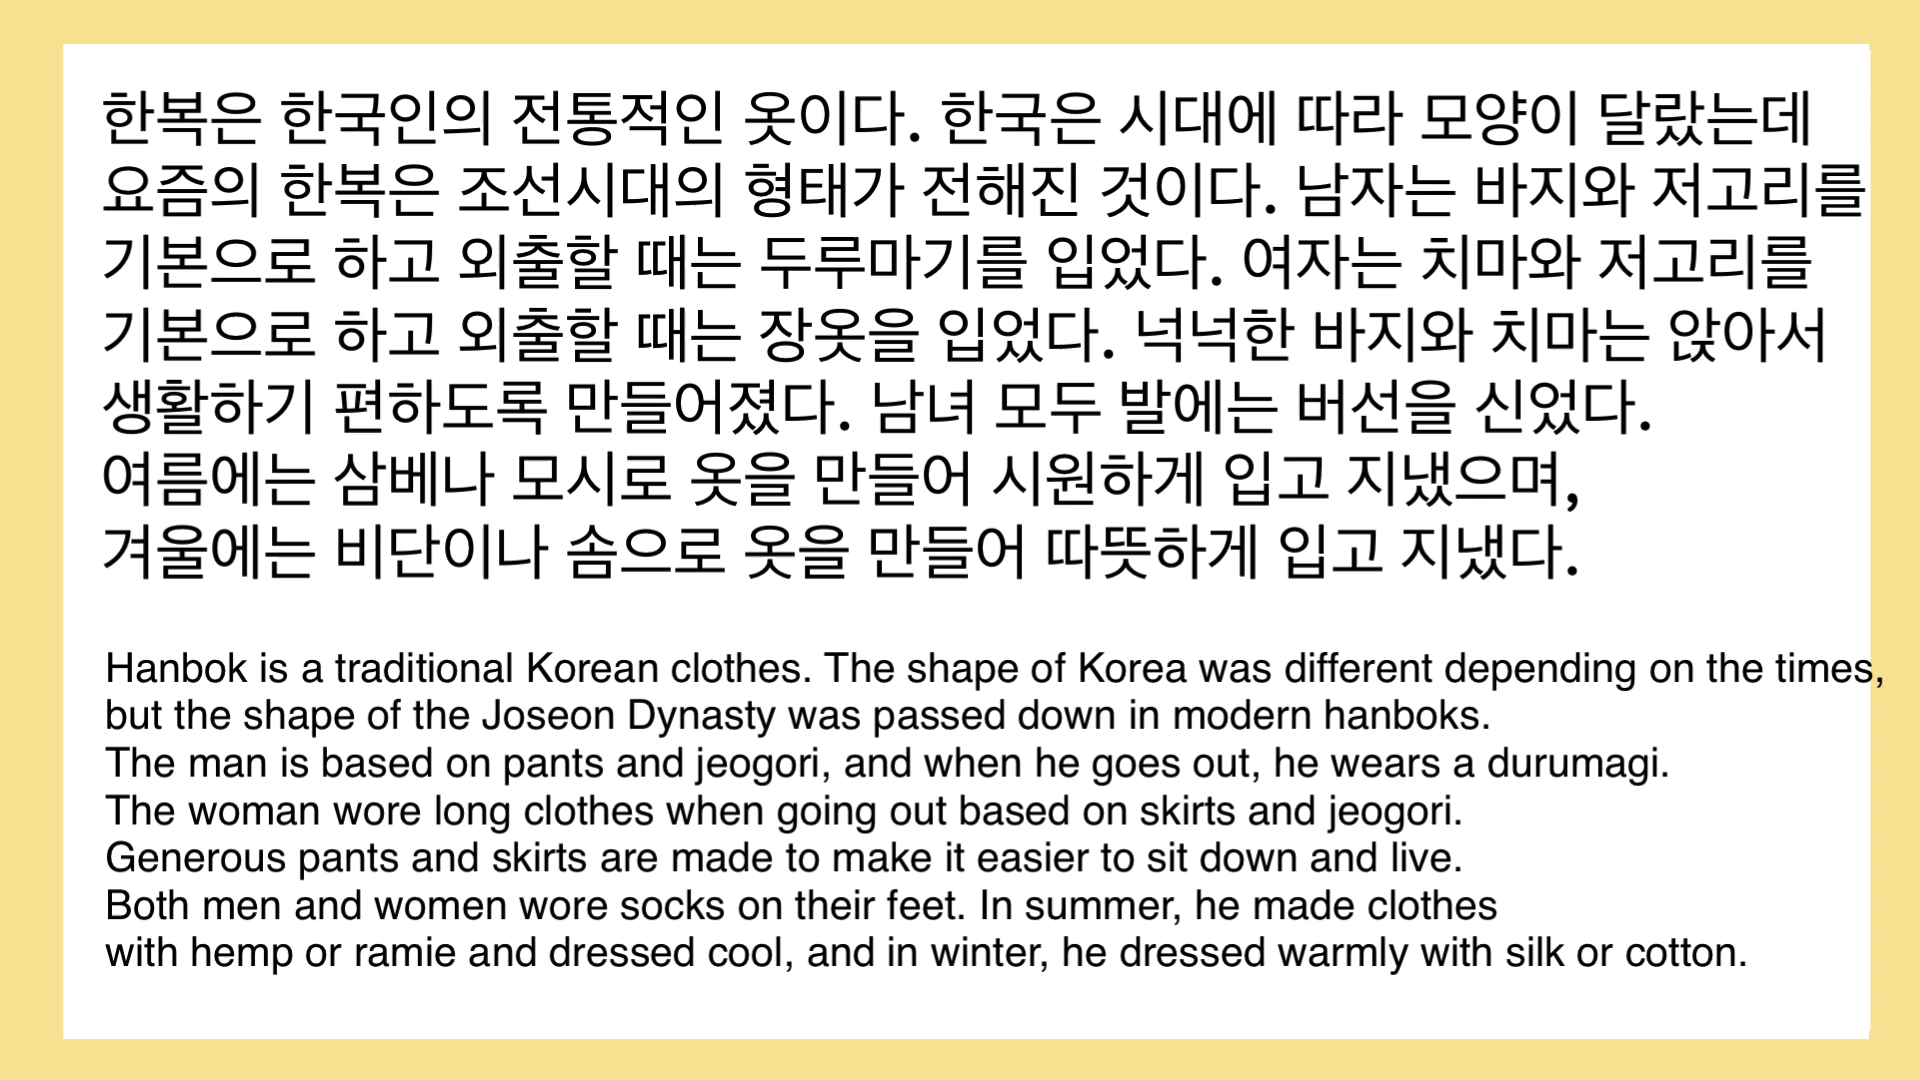 한복은 한국인의 전통적인 옷이다. 한국은 시대에 따라 모양이 달랐는데
요즘의 한복은 조선시대의 형태가 전해진 것이다. 남자는 바지와 저고리를
기본으로 하고 외출할 때는 두루마기를 입었다. 여자는 치마와 저고리를
기본으로 하고 외출할 때는 장옷을 입었다. 넉넉한 바지와 치마는 앉아서
생활하기 편하도록 만들어졌다. 남녀 모두 발에는 버선을 신었다.
여름에는 삼베나 모시로 옷을 만들어 시원하게 입고 지냈으며,
겨울에는 비단이나 솜으로 옷을 만들어 따뜻하게 입고 지냈다.
Hanbok is a traditional Korean clothes. The shape of Korea was different depending on the times,
but the shape of the Joseon Dynasty was passed down in modern hanboks.
The man is based on pants and jeogori, and when he goes out, he wears a durumagi.
The woman wore long clothes when going out based on skirts and jeogori.
Generous pants and skirts are made to make it easier to sit down and live.
Both men and women wore socks on their feet. In summer, he made clothes
with hemp or ramie and dressed cool, and in winter, he dressed warmly with silk or cotton.